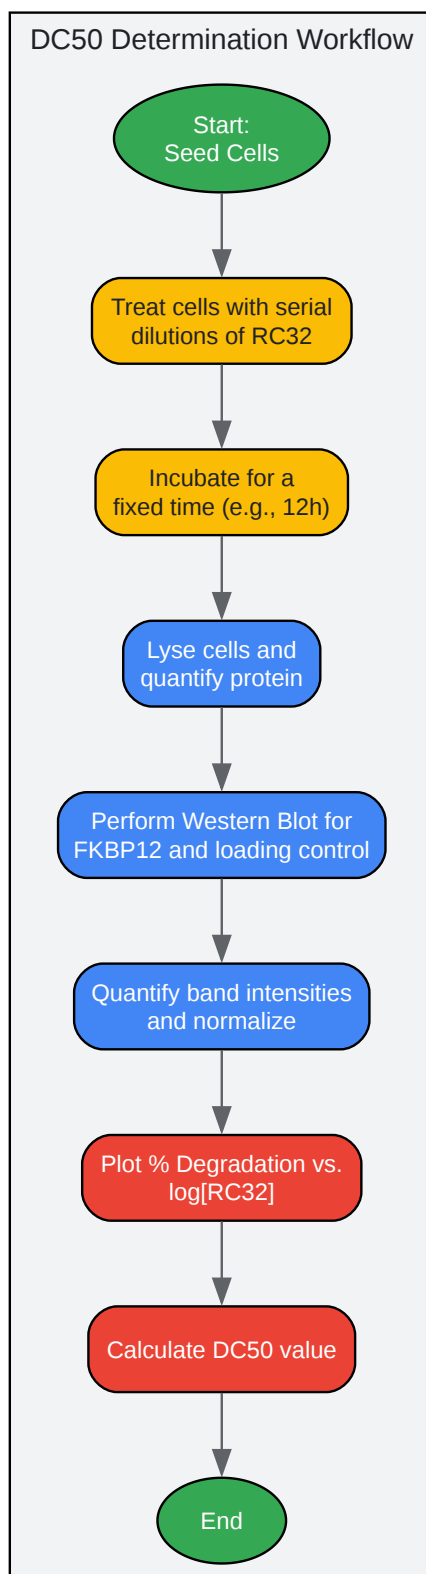 DC50 Determination Workflow
Start:
Seed Cells
Treat cells with serial
dilutions of RC32
Incubate for a
fixed time (e.g., 12h)
Lyse cells and
quantify protein
Perform Western Blot for
FKBP12 and loading control
Quantify band intensities
and normalize
Plot % Degradation vs.
log[RC32]
Calculate DC50 value
End